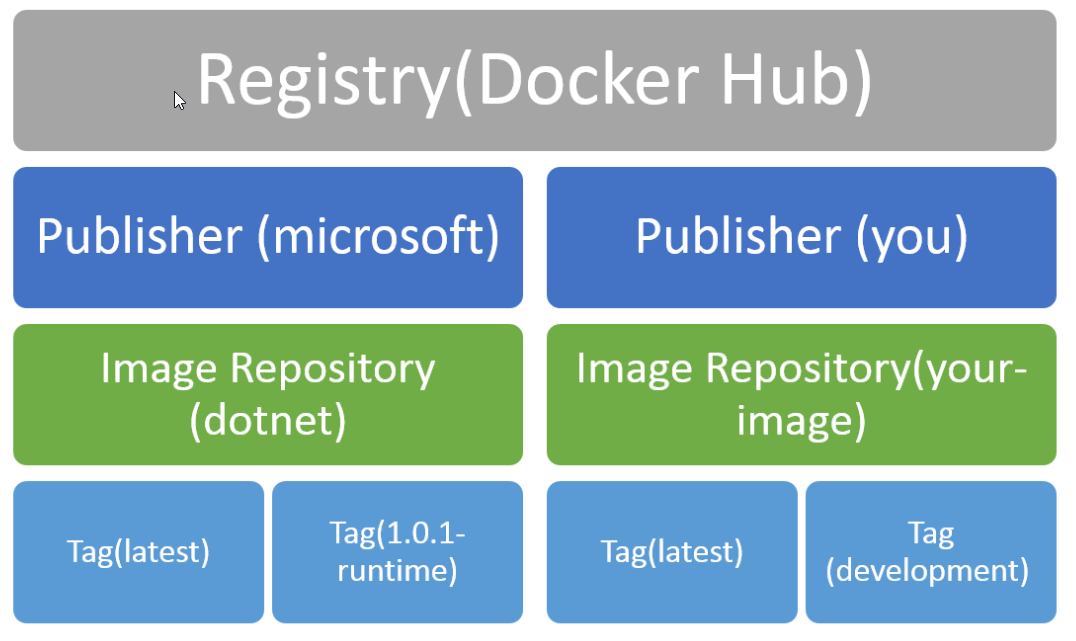 Registry(Docker Hub)
Publisher (microsoft)
Publisher (you)
Image Repository
(dotnet)
Image Repository(your-
image)
Tag(latest)
Tag(1.0.1-
runtime)
Tag(latest)
Tag
(development)